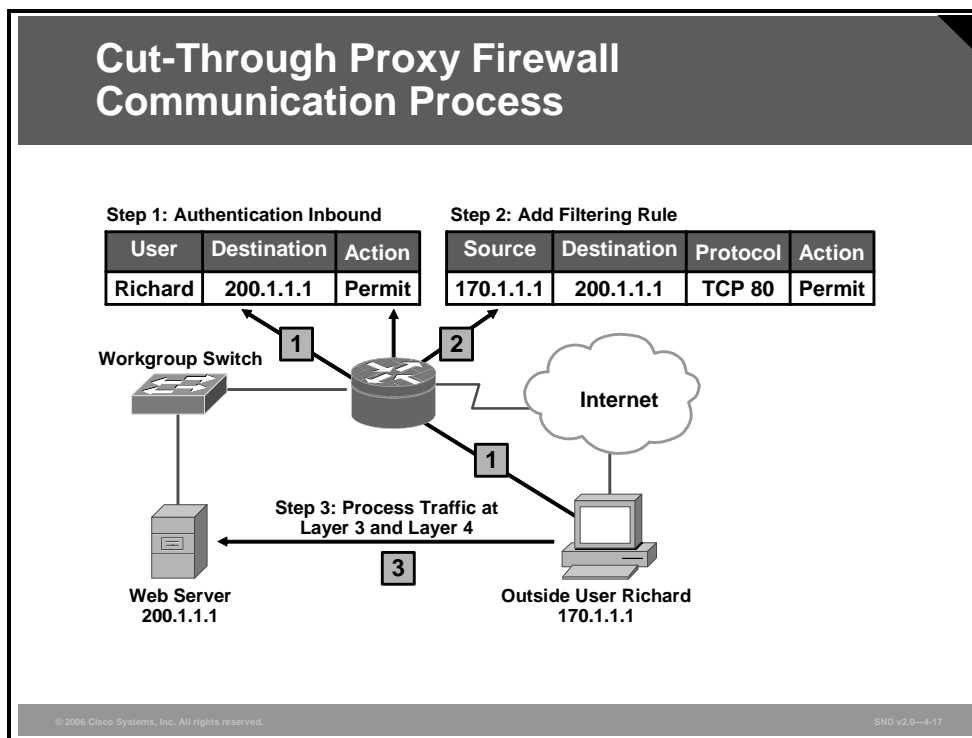 Cut-Through Proxy Firewall
Communication Process
Step 1: Authentication Inbound
User Destination Action
Richard 200.1.1.1 Permit
Step 2: Add Filtering Rule
Source Destination Protocol Action
170.1.1.1 200.1.1.1 TCP 80 Permit
1
2
Workgroup Switch
Internet
1
Step 3: Process Traffic at
Layer 3 and Layer 4
3
Web Server
200.1.1.1
Outside User Richard
170.1.1.1
© 2006 Cisco Systems, Inc. All rights reserved.
SND v2.0—4-17